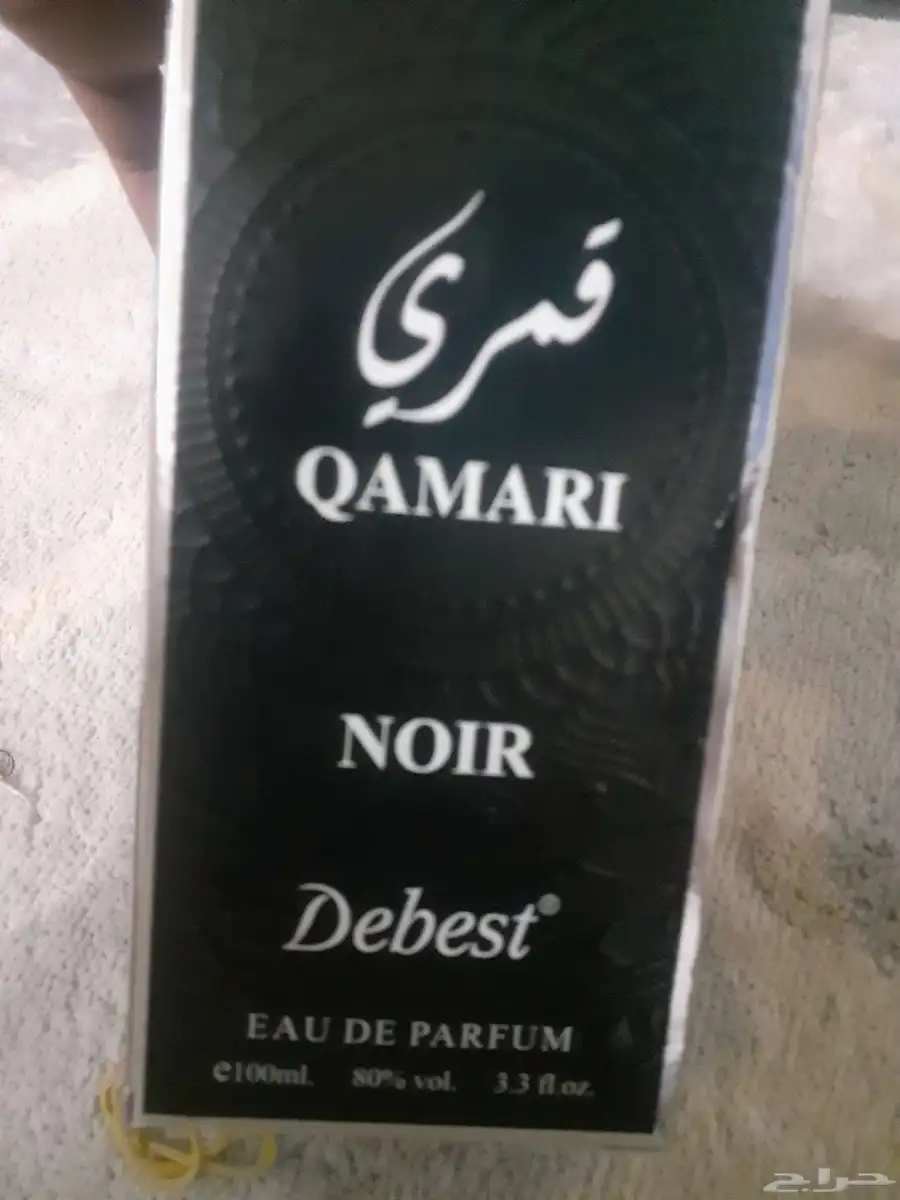 قمري
QAMARI
NOIR
Debest®
EAU DE PARFUM
e100ml. 80% vol. 3.3 fl.oz.
حراج